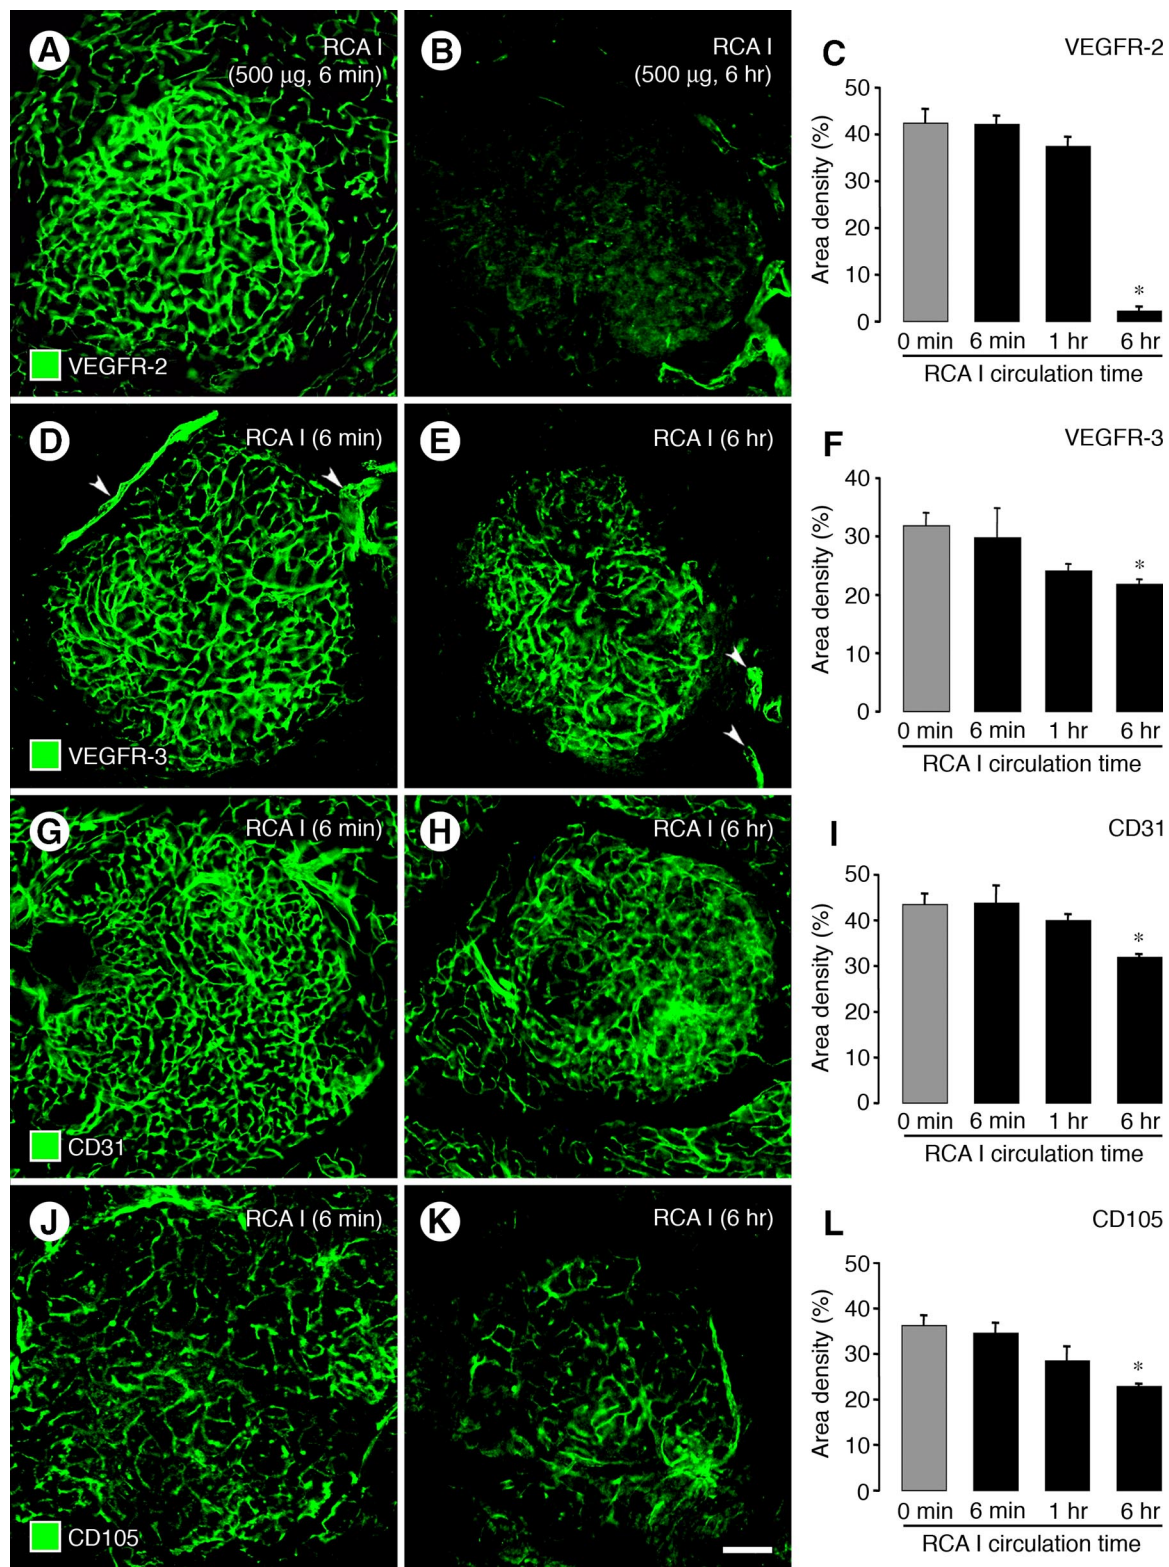 A
RCA I
(500 µg, 6 min)
VEGFR-2
B
RCA I
(500 µg, 6 hr)
C
VEGFR-2
Area density (%)
50
40
30
20
10
0
*
0 min 6 min 1 hr 6 hr
RCA I circulation time
D
RCA I (6 min)
VEGFR-3
E
RCA I (6 hr)
F
VEGFR-3
Area density (%)
40
30
20
10
0
*
0 min 6 min 1 hr 6 hr
RCA I circulation time
G
RCA I (6 min)
CD31
H
RCA I (6 hr)
I
CD31
Area density (%)
50
40
30
20
10
0
*
0 min 6 min 1 hr 6 hr
RCA I circulation time
J
RCA I (6 min)
CD105
K
RCA I (6 hr)
L
CD105
Area density (%)
50
40
30
20
10
0
*
0 min 6 min 1 hr 6 hr
RCA I circulation time